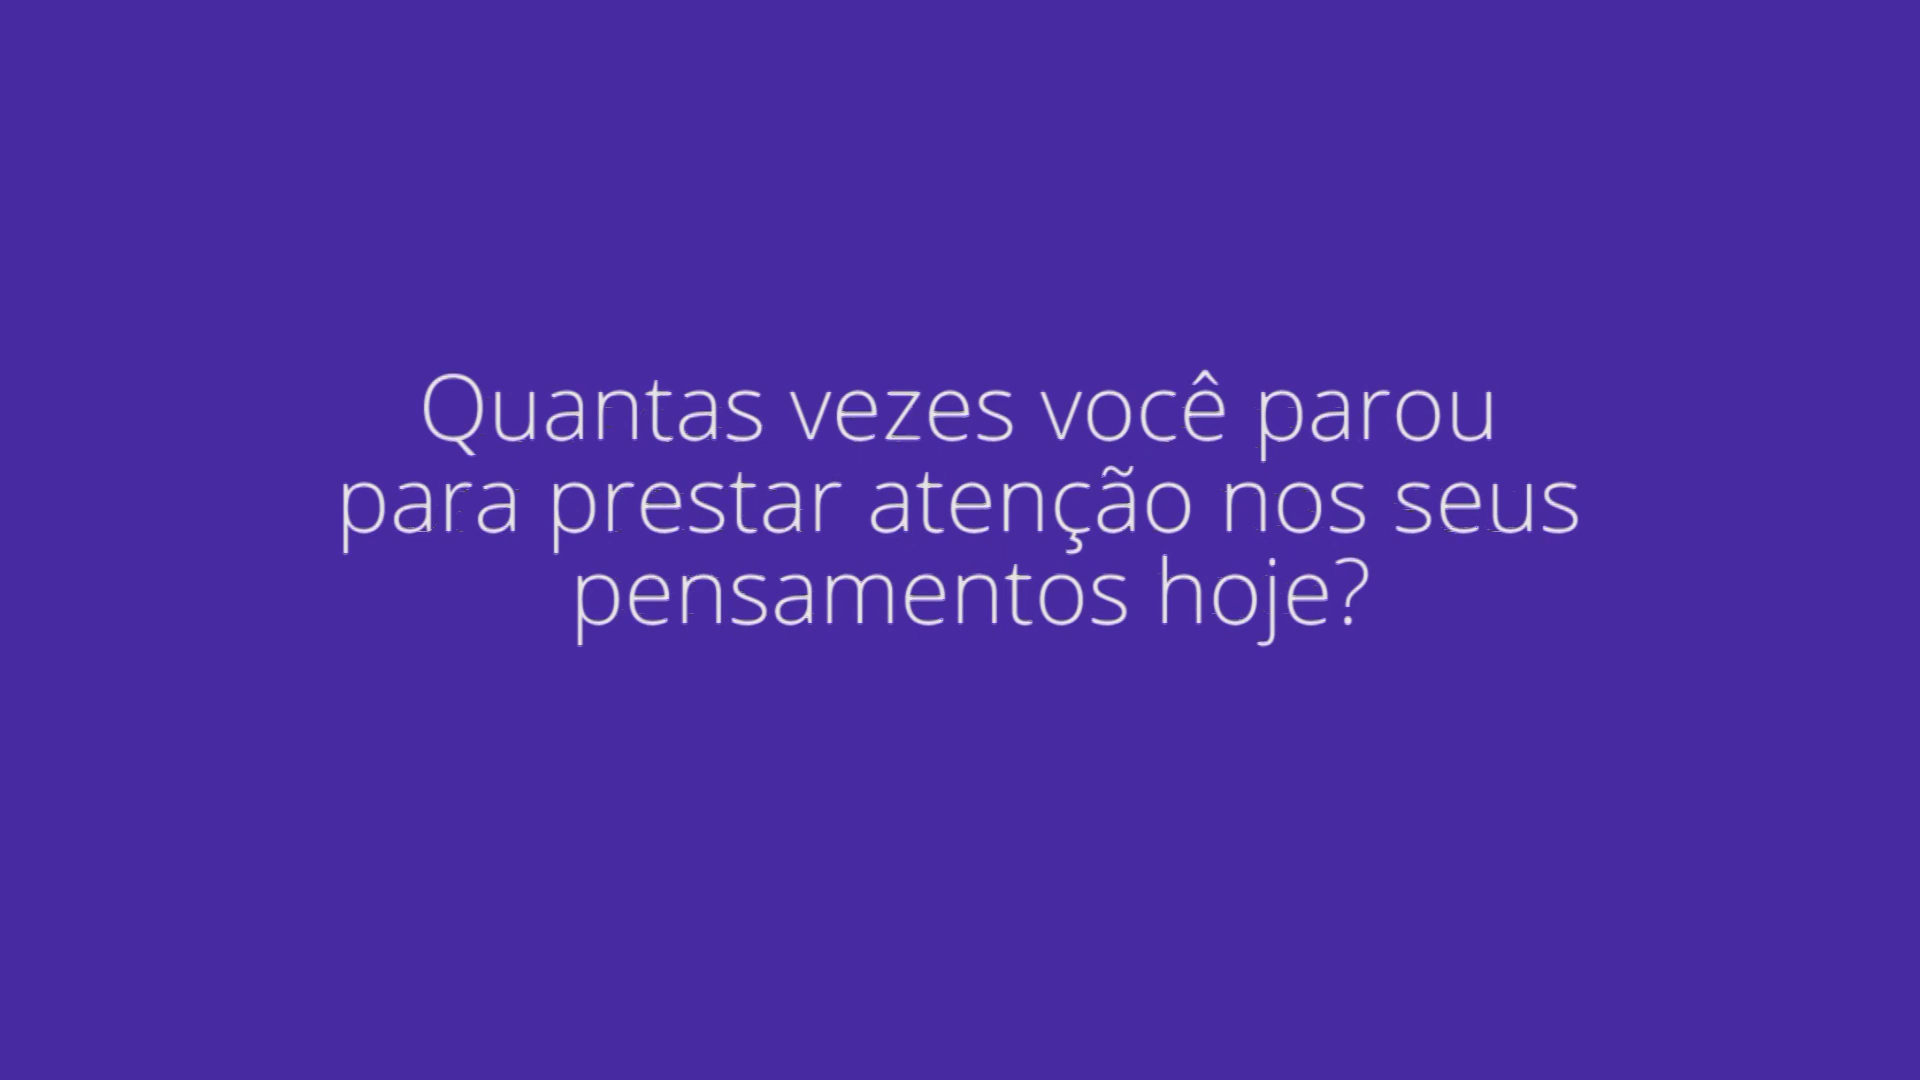 Quantas vezes você parou
para prestar atenção nos seus
pensamentos hoje?